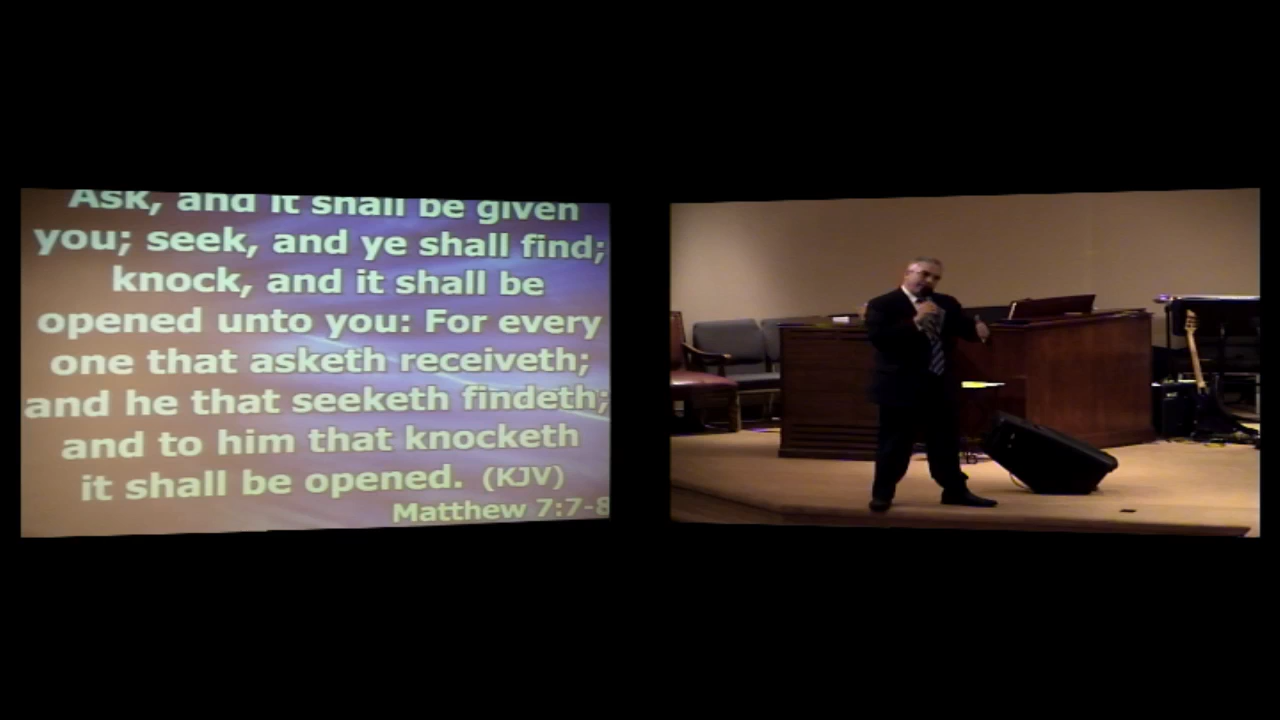 Ask, and it shall be given
you; seek, and ye shall find;
knock, and it shall be
opened unto you: For every
one that asketh receiveth;
and he that seeketh findeth;
and to him that knocketh
it shall be opened. (KJV)
Matthew 7:7-8